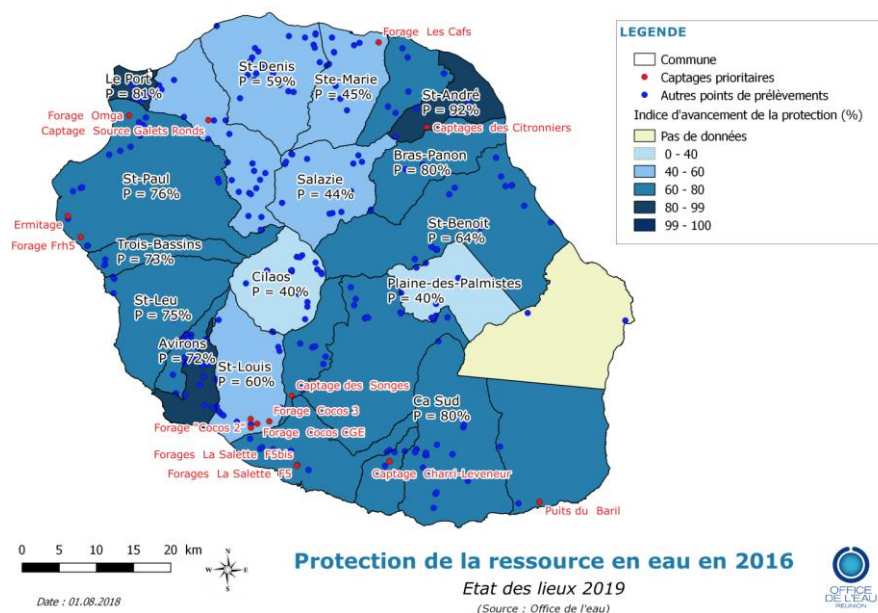 Forage Les Cafs
St-Denis
P = 59%
Ste-Marie
P = 45%
Le Port
P = 81%
St-André
P = 92%
Forage Omga
Captage Source Galets Ronds
Captages des Citronniers
Bras-Panon
P = 80%
St-Paul
P = 76%
Salazie
P = 44%
Ermitage
Forage Frh5
St-Benoit
P = 64%
Trois-Bassins
P = 73%
Cilaos
P = 40%
Plaine-des-Palmistes
P = 40%
St-Leu
P = 75%
Avirons
P = 72%
St-Louis
P = 60%
Captage des Songes
Ca Sud
P = 80%
Forage Cocos 3
Forage "Cocos 2"
Forage Cocos CGE
Forages La Salette F5bis
Forages La Salette F5
Captage Charri-Leveneur
Puits du Baril
LEGENDE
Commune
Captages prioritaires
Autres points de prélèvements
Indice d'avancement de la protection (%)
Pas de données
0 - 40
40 - 60
60 - 80
80 - 99
99 - 100
0 5 10 15 20 km
N
W E
S
Date : 01.08.2018
Protection de la ressource en eau en 2016
Etat des lieux 2019
(Source : Office de l'eau)
OFFICE
DE L'EAU
RÉUNION